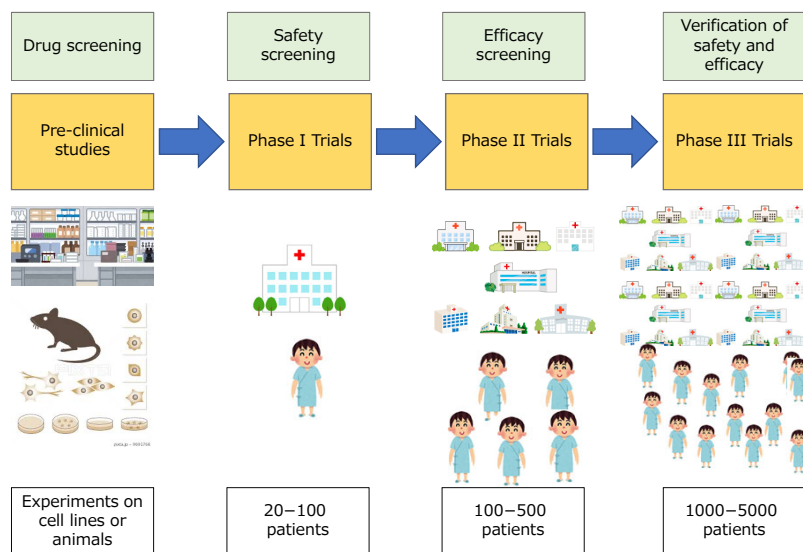 Drug screening
Safety
screening
Efficacy
screening
Verification of
safety and
efficacy
Pre-clinical
studies
Phase I Trials
Phase II Trials
Phase III Trials
HOSPITAL
Experiments on
cell lines or
animals
20−100
patients
100−500
patients
1000−5000
patients